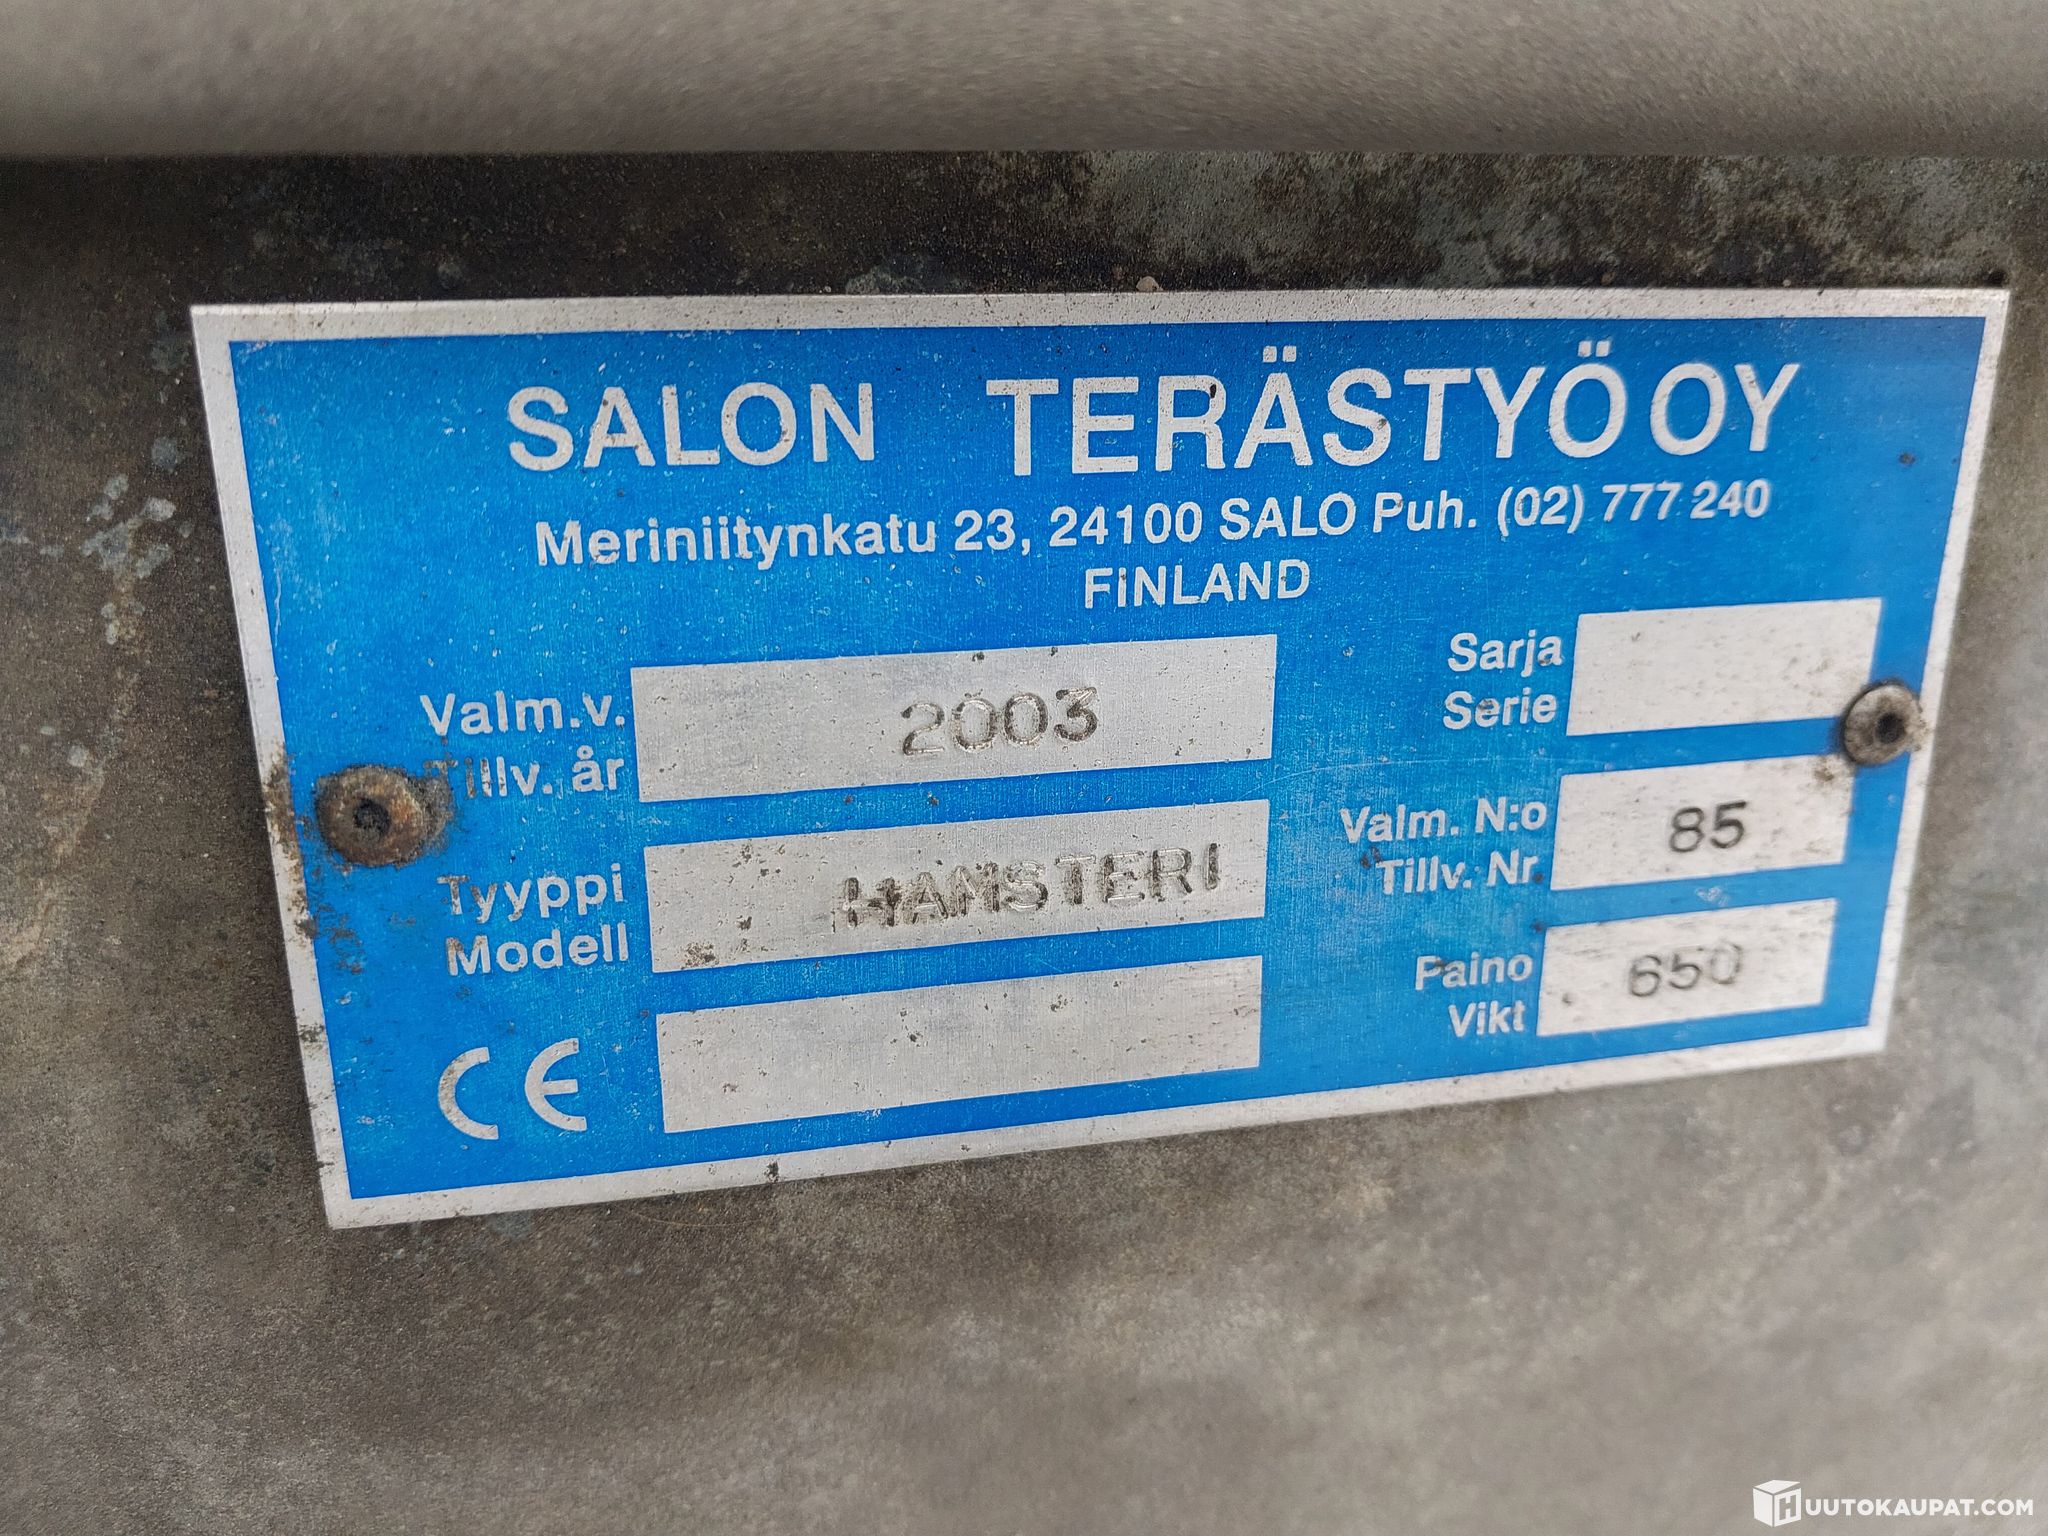 SALON TERÄSTYÖ OY
Meriniitynkatu 23, 24100 SALO Puh. (02) 777 240
FINLAND
Valm.v. 2003
Tillv. år
Tyyppi HAMSTERI
Modell
CE
Sarja
Serie
Valm. N:o 85
Tillv. Nr.
Paino 650
Vikt
HUUTOKAUPAT.COM